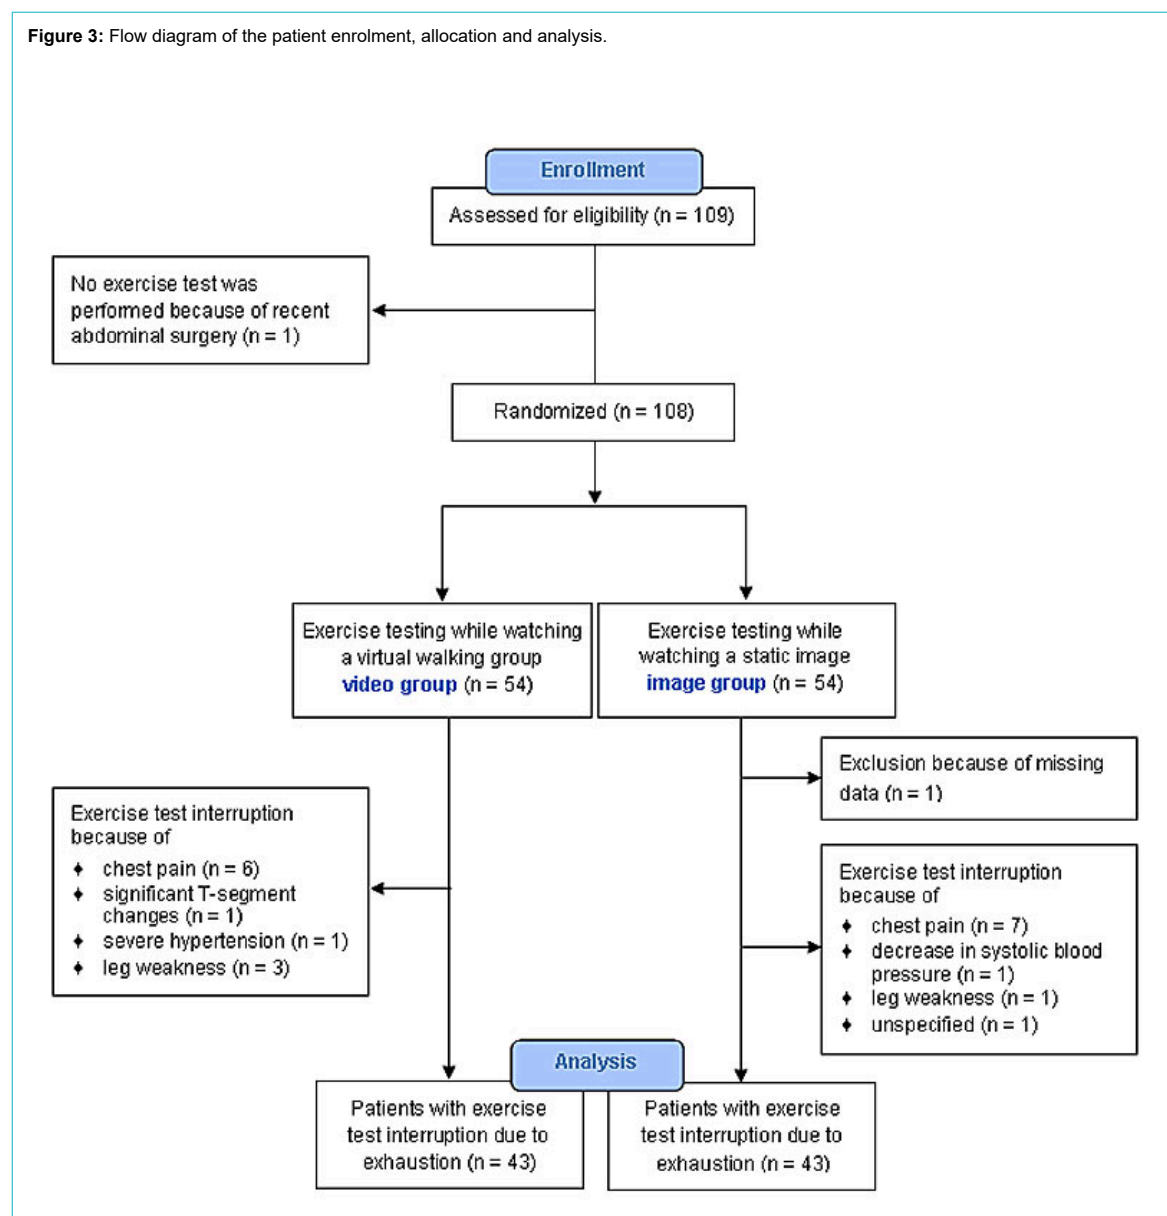 Figure 3: Flow diagram of the patient enrolment, allocation and analysis.
Enrollment
Assessed for eligibility (n = 109)
No exercise test was
performed because of recent
abdominal surgery (n = 1)
Randomized (n = 108)
Exercise testing while watching
a virtual walking group
video group (n = 54)
Exercise testing while
watching a static image
image group (n = 54)
Exclusion because of missing
data (n = 1)
Exercise test interruption
because of
♦ chest pain (n = 6)
♦ significant T-segment
changes (n = 1)
♦ severe hypertension (n = 1)
♦ leg weakness (n = 3)
Exercise test interruption
because of
♦ chest pain (n = 7)
♦ decrease in systolic blood
pressure (n = 1)
♦ leg weakness (n = 1)
♦ unspecified (n = 1)
Analysis
Patients with exercise
test interruption due to
exhaustion (n = 43)
Patients with exercise
test interruption due to
exhaustion (n = 43)